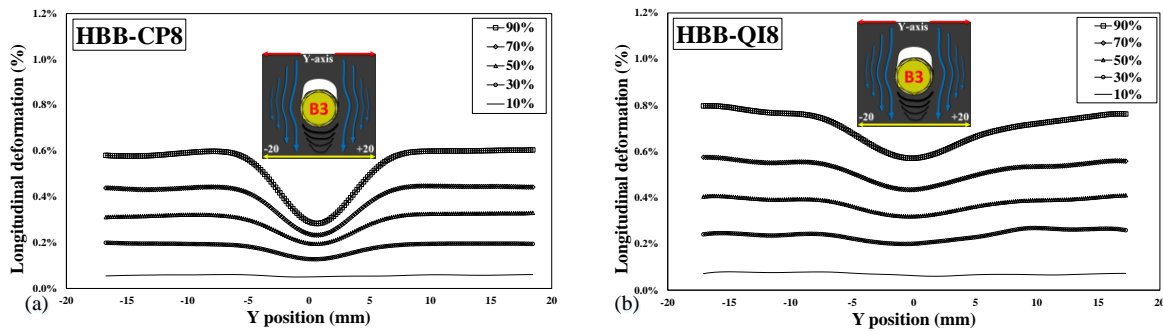 HBB-CP8
Longitudinal deformation (%)
1.2%
1.0%
0.8%
0.6%
0.4%
0.2%
0.0%
-20 -15 -10 -5 0 5 10 15 20
Y position (mm)
(a)
90%
70%
50%
30%
10%
Y-axis
B3
-20 +20
HBB-QI8
Longitudinal deformation (%)
1.2%
1.0%
0.8%
0.6%
0.4%
0.2%
0.0%
-20 -15 -10 -5 0 5 10 15 20
Y position (mm)
(b)
90%
70%
50%
30%
10%
Y-axis
B3
-20 +20